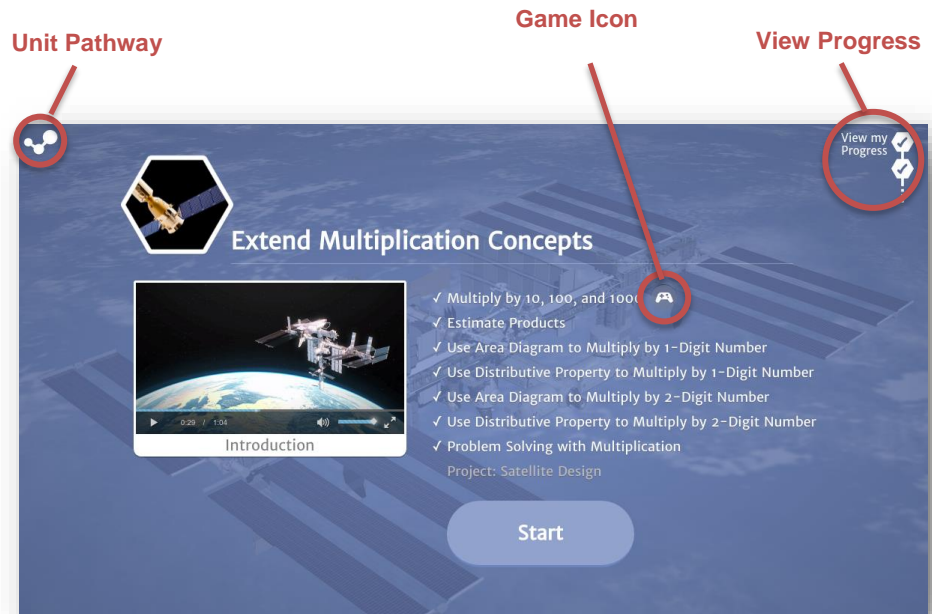 Game Icon
Unit Pathway
View Progress
View my
Progress
Extend Multiplication Concepts
✓ Multiply by 10, 100, and 1000
✓ Estimate Products
✓ Use Area Diagram to Multiply by 1-Digit Number
✓ Use Distributive Property to Multiply by 1-Digit Number
✓ Use Area Diagram to Multiply by 2-Digit Number
✓ Use Distributive Property to Multiply by 2-Digit Number
✓ Problem Solving with Multiplication
Project: Satellite Design
0:29 / 1:04
Introduction
Start